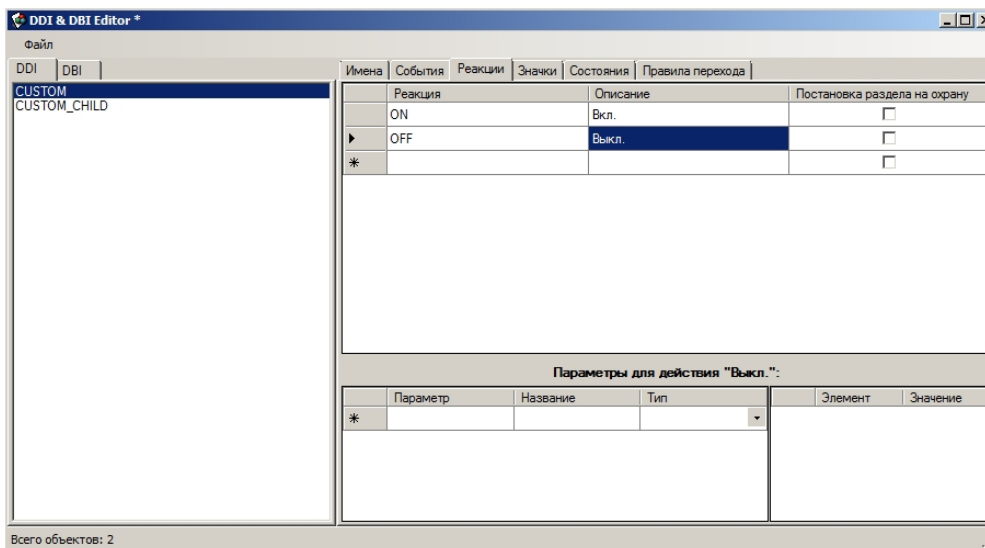 DDI & DBI Editor *
Файл
DDI DBI
Имена События Реакции Значки Состояния Правила перехода
CUSTOM
CUSTOM_CHILD
Реакция Описание Постановка раздела на охрану
ON Вкл.
OFF Выкл.
Параметры для действия "Выкл.":
Параметр Название Тип Элемент Значение
Всего объектов: 2